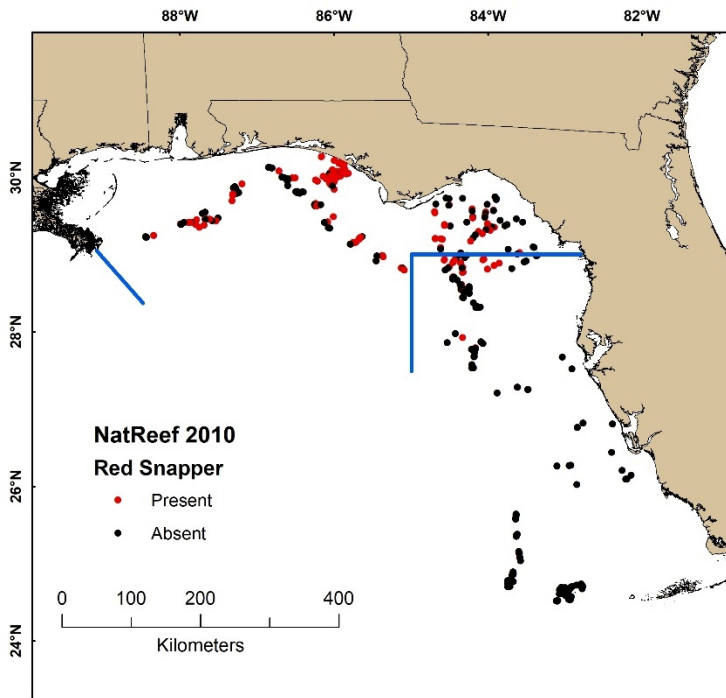 88°W 86°W 84°W 82°W
30°N
28°N
26°N
24°N
NatReef 2010
Red Snapper
Present
Absent
0 100 200 400
Kilometers